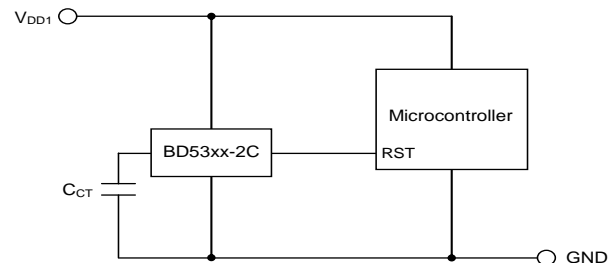 VDD1
Microcontroller
BD53xx-2C
RST
CCT
GND